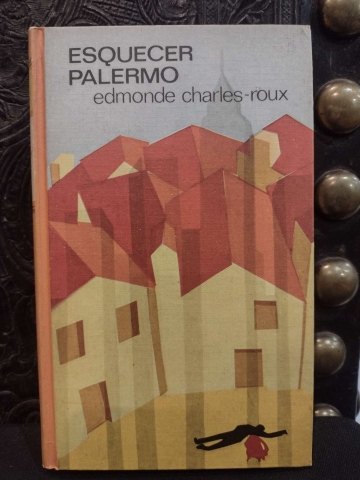 ESQUECER
PALERMO
edmonde charles-roux